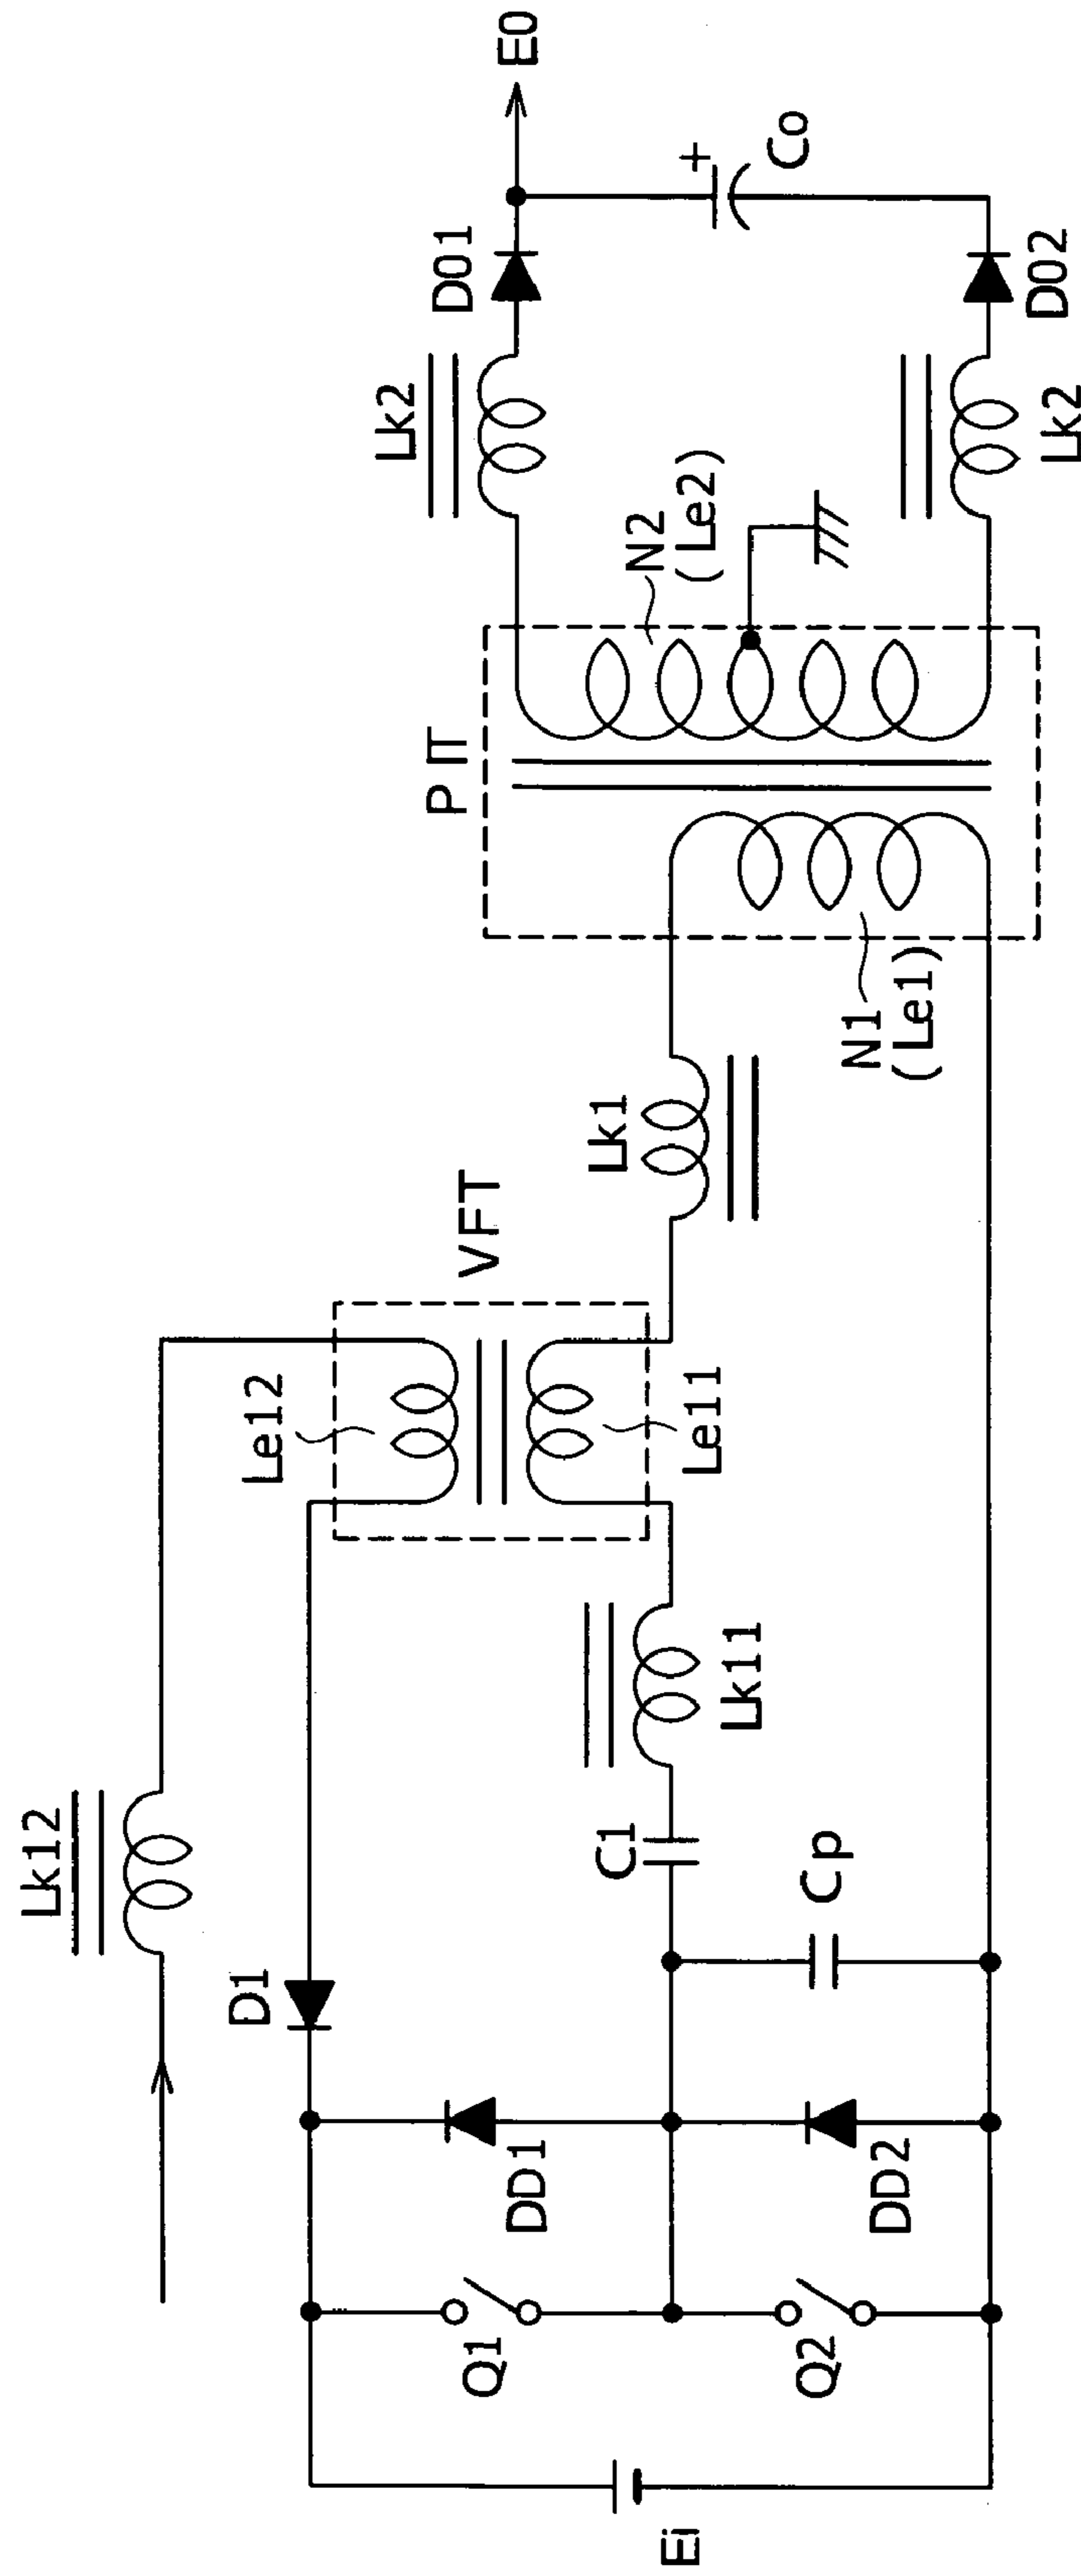 Lk12
Le12
D1
VFT
Le11
Lk11
C1
Cp
DD1
DD2
Q1
Q2
Ei
Lk1
N1
(Le1)
PIT
N2
(Le2)
Lk2
D01
E0
+
Co
Lk2
D02